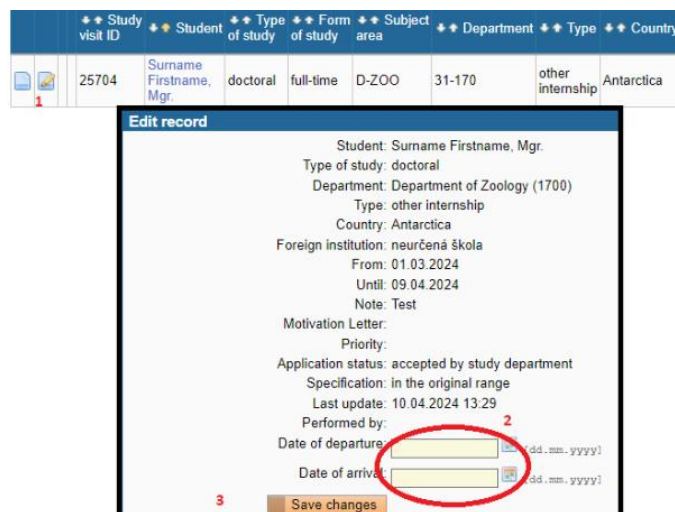 Study visit ID Student Type of study Form of study Subject area Department Type Country
25704 Surname Firstname, Mgr. doctoral full-time D-ZOO 31-170 other internship Antarctica
1
Edit record
Student: Surname Firstname, Mgr.
Type of study: doctoral
Department: Department of Zoology (1700)
Type: other internship
Country: Antarctica
Foreign institution: neurčená škola
From: 01.03.2024
Until: 09.04.2024
Note: Test
Motivation Letter:
Priority:
Application status: accepted by study department
Specification: in the original range
Last update: 10.04.2024 13:29
Performed by:
2
Date of departure: [dd.mm.yyyy]
Date of arrival: [dd.mm.yyyy]
3 Save changes